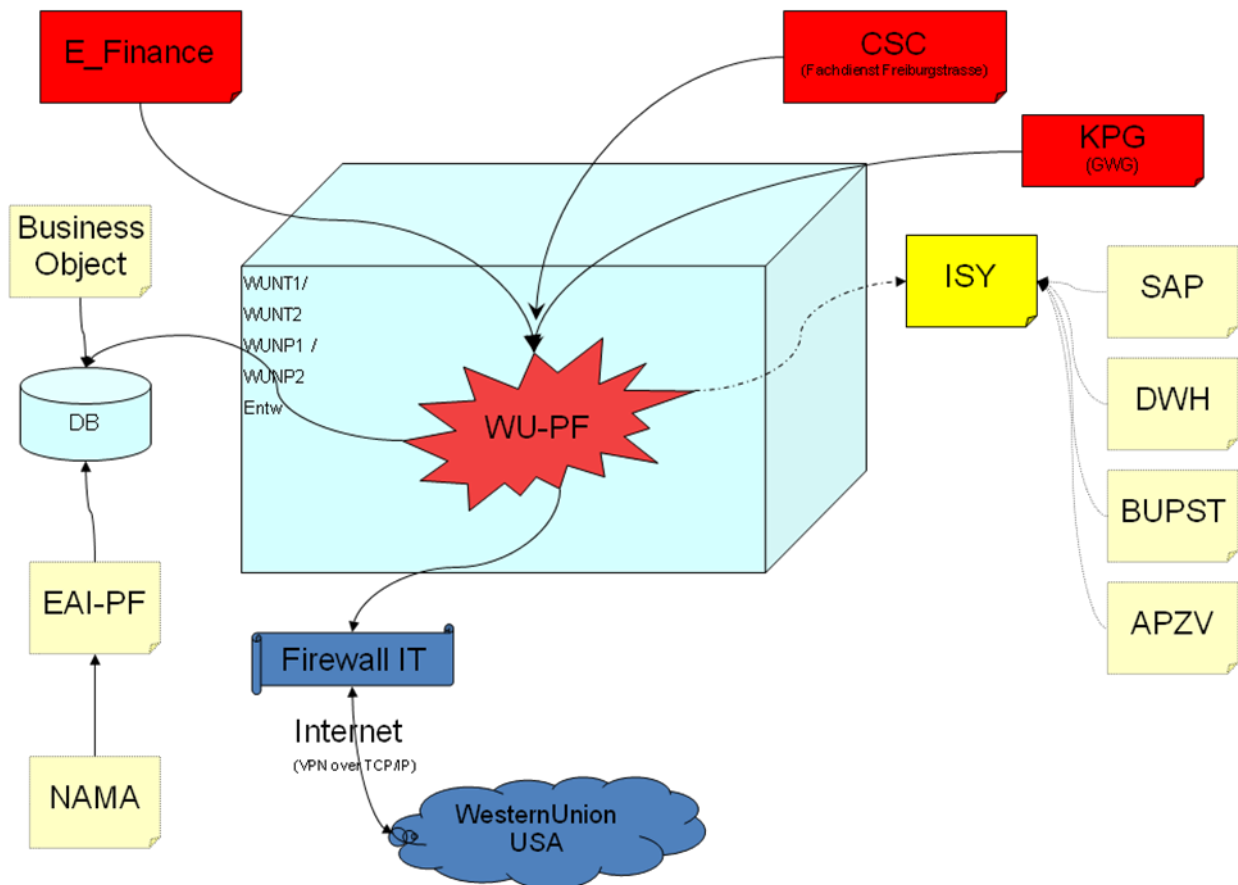 E_Finance
CSC
(Fachdienst Freiburgstrasse)
KPG
(GWG)
Business
Object
WUNT1/
WUNT2
WUNP1 /
WUNP2
Entw
ISY
SAP
DB
WU-PF
DWH
BUPST
EAI-PF
APZV
Firewall IT
Internet
(VPN over TCP/IP)
NAMA
WesternUnion
USA